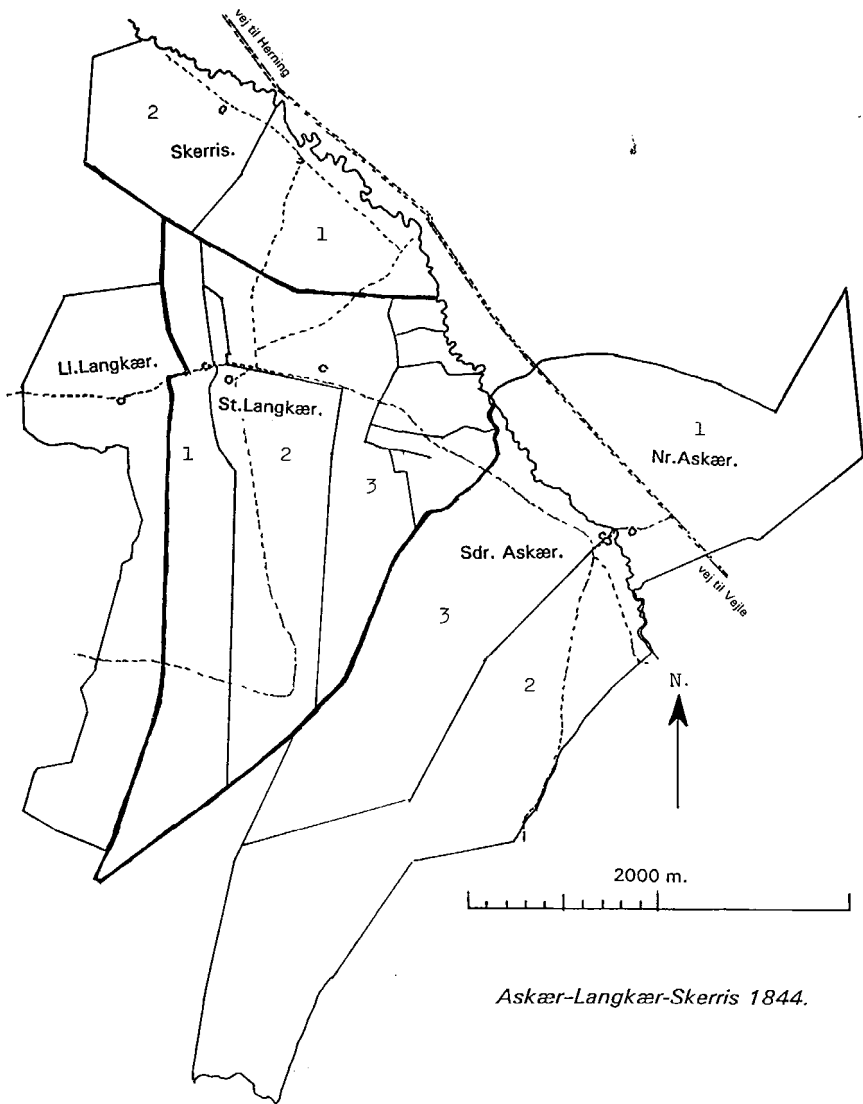 vej til Herning
2
Skerris.
1
Ll.Langkær.
St.Langkær.
1
2
3
1
Nr.Askær.
Sdr. Askær.
3
vej til Vejle
2
N.
2000 m.
Askær-Langkær-Skerris 1844.